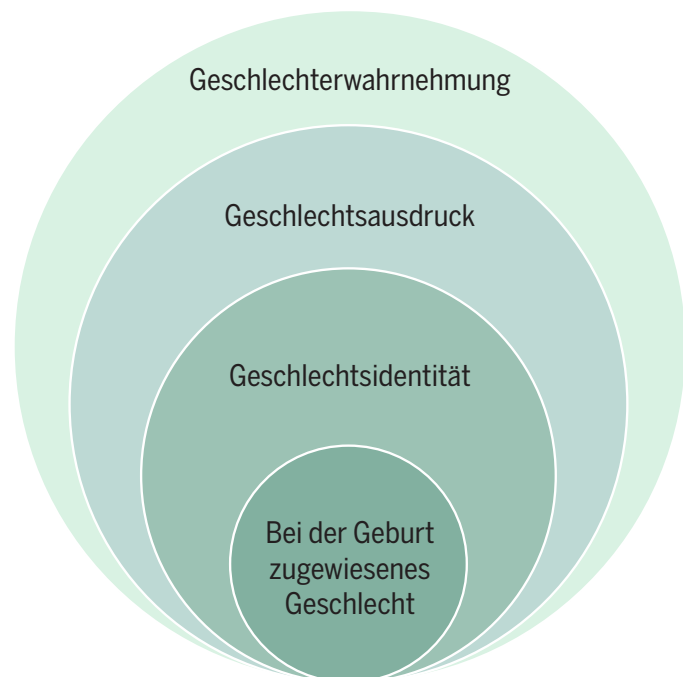 Geschlechterwahrnehmung
Geschlechtsausdruck
Geschlechtsidentität
Bei der Geburt
zugewiesenes
Geschlecht